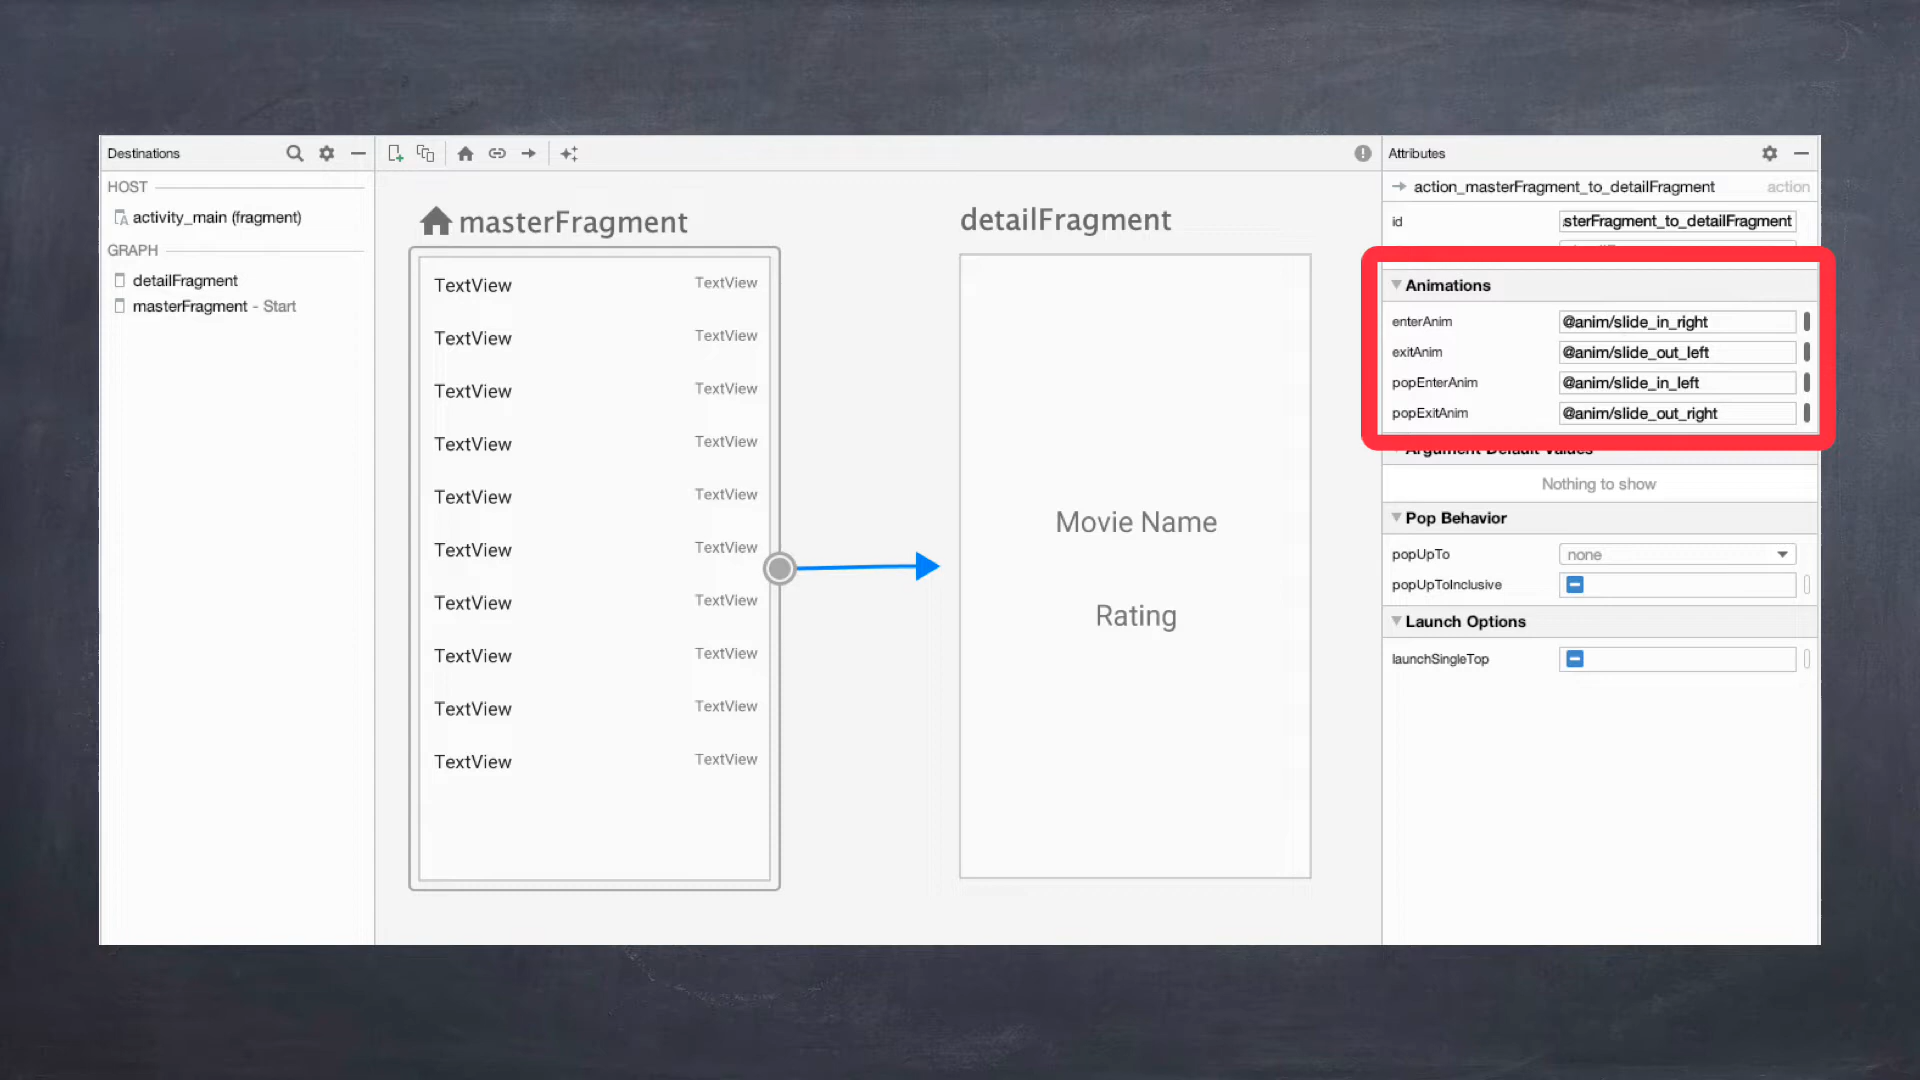 Destinations
HOST
activity_main (fragment)
GRAPH
detailFragment
masterFragment - Start
masterFragment
TextView TextView
TextView TextView
TextView TextView
TextView TextView
TextView TextView
TextView TextView
TextView TextView
TextView TextView
TextView TextView
TextView TextView
detailFragment
Movie Name
Rating
Attributes
action_masterFragment_to_detailFragment action
id sterFragment_to_detailFragment
Animations
enterAnim @anim/slide_in_right
exitAnim @anim/slide_out_left
popEnterAnim @anim/slide_in_left
popExitAnim @anim/slide_out_right
Argument Default Values
Nothing to show
Pop Behavior
popUpTo none
popUpToInclusive
Launch Options
launchSingleTop